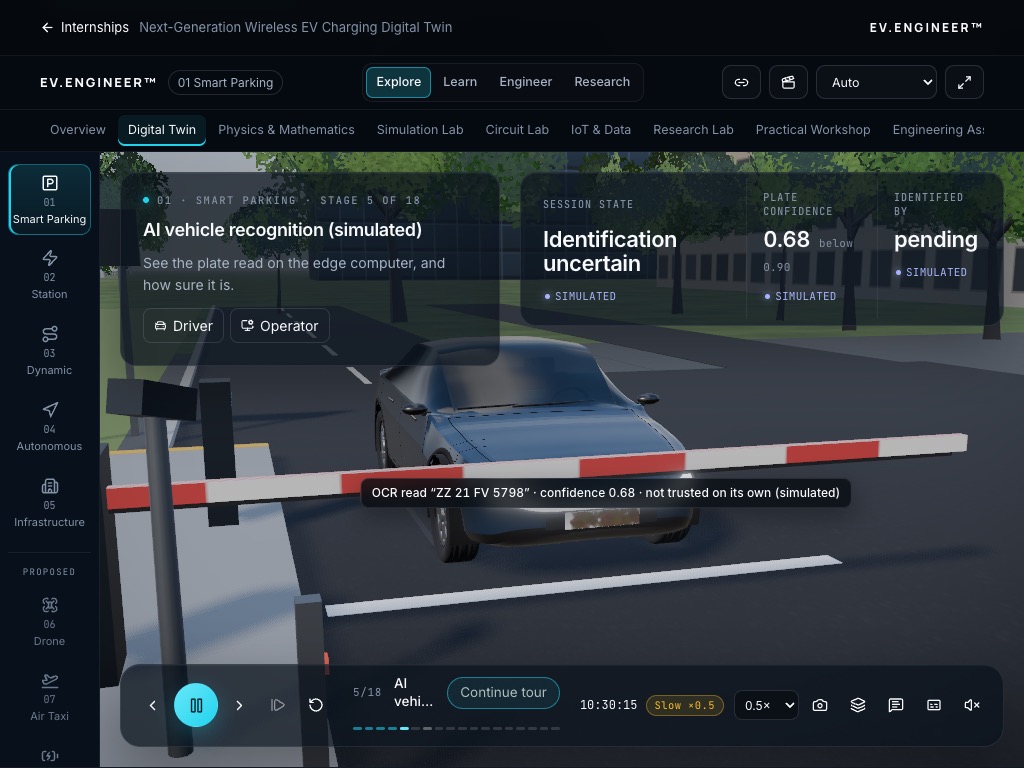 Internships Next-Generation Wireless EV Charging Digital Twin EV.ENGINEER™
EV.ENGINEER™ 01 Smart Parking Explore Learn Engineer Research Auto
Overview Digital Twin Physics & Mathematics Simulation Lab Circuit Lab IoT & Data Research Lab Practical Workshop Engineering Ass
01
Smart Parking
02
Station
03
Dynamic
04
Autonomous
05
Infrastructure
PROPOSED
06
Drone
07
Air Taxi
01 · SMART PARKING · STAGE 5 OF 18
AI vehicle recognition (simulated)
See the plate read on the edge computer, and
how sure it is.
Driver Operator
SESSION STATE
Identification
uncertain
SIMULATED
PLATE
CONFIDENCE
0.68 below
0.90
SIMULATED
IDENTIFIED
BY
pending
SIMULATED
OCR read “ZZ 21 FV 5798” · confidence 0.68 · not trusted on its own (simulated)
5/18 AI
vehi… Continue tour 10:30:15 Slow ×0.5 0.5×